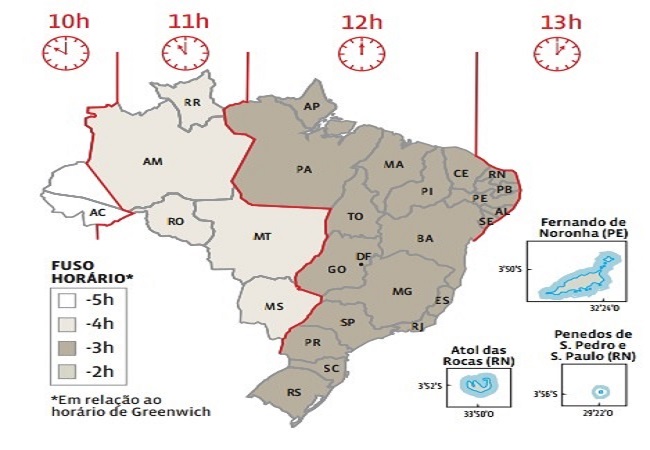 10h 11h 12h 13h
RR
AP
AM
PA
MA
CE
RN
PB
PI
PE
AL
SE
AC
RO
TO
MT
BA
DF
GO
MG
ES
MS
SP
RJ
PR
SC
RS
FUSO
HORÁRIO*
-5h
-4h
-3h
-2h
*Em relação ao
horário de Greenwich
Fernando de
Noronha (PE)
3°50'S
32°24'O
Atol das
Rocas (RN)
3°52'S
33°50'O
Penedos de
S. Pedro e
S. Paulo (RN)
3°56'S
29°22'O